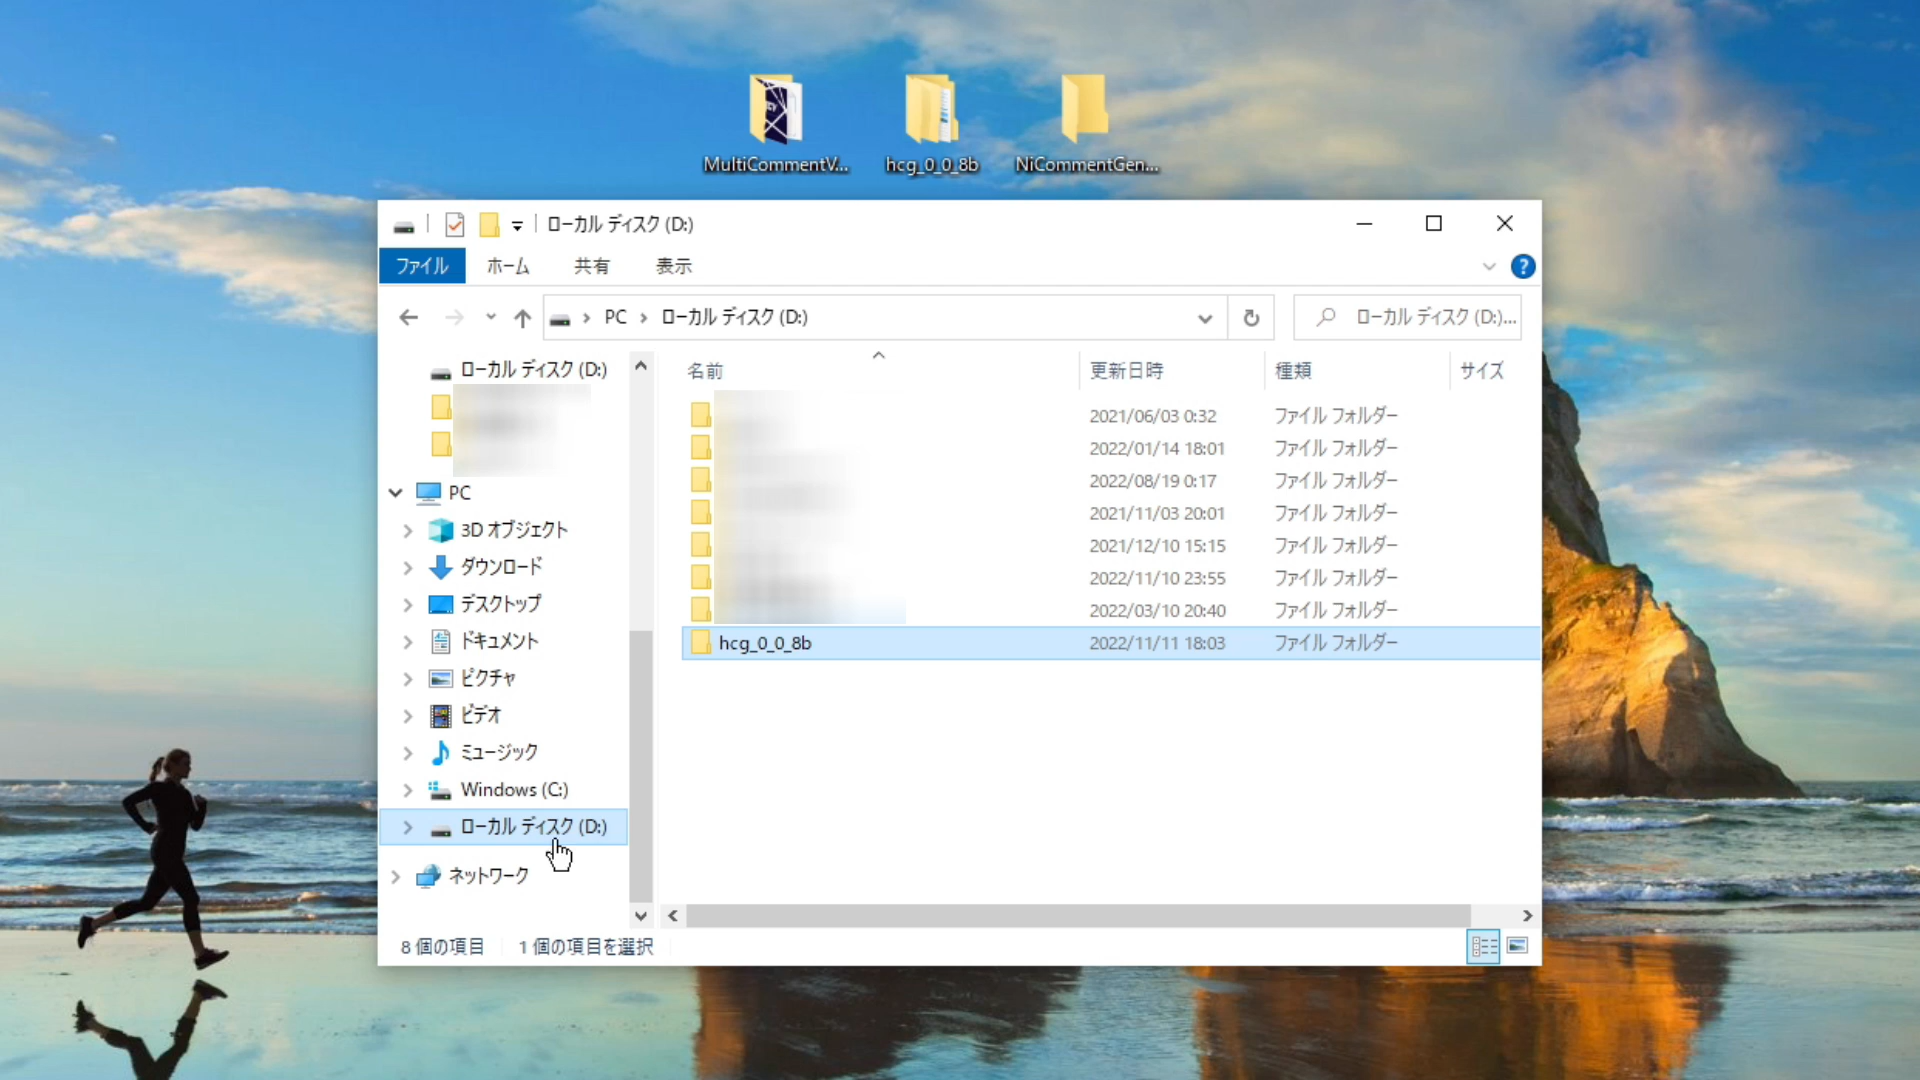 MultiCommentV...
hcg_0_0_8b
NiCommentGen...
ローカル ディスク (D:)
ファイル
ホーム
共有
表示
?
PC
ローカル ディスク (D:)
ローカル ディスク (D:)...
ローカル ディスク (D:)
PC
3D オブジェクト
ダウンロード
デスクトップ
ドキュメント
ピクチャ
ビデオ
ミュージック
Windows (C:)
ローカル ディスク (D:)
ネットワーク
名前 更新日時 種類 サイズ
2021/06/03 0:32 ファイル フォルダー
2022/01/14 18:01 ファイル フォルダー
2022/08/19 0:17 ファイル フォルダー
2021/11/03 20:01 ファイル フォルダー
2021/12/10 15:15 ファイル フォルダー
2022/11/10 23:55 ファイル フォルダー
2022/03/10 20:40 ファイル フォルダー
hcg_0_0_8b 2022/11/11 18:03 ファイル フォルダー
8 個の項目 1 個の項目を選択